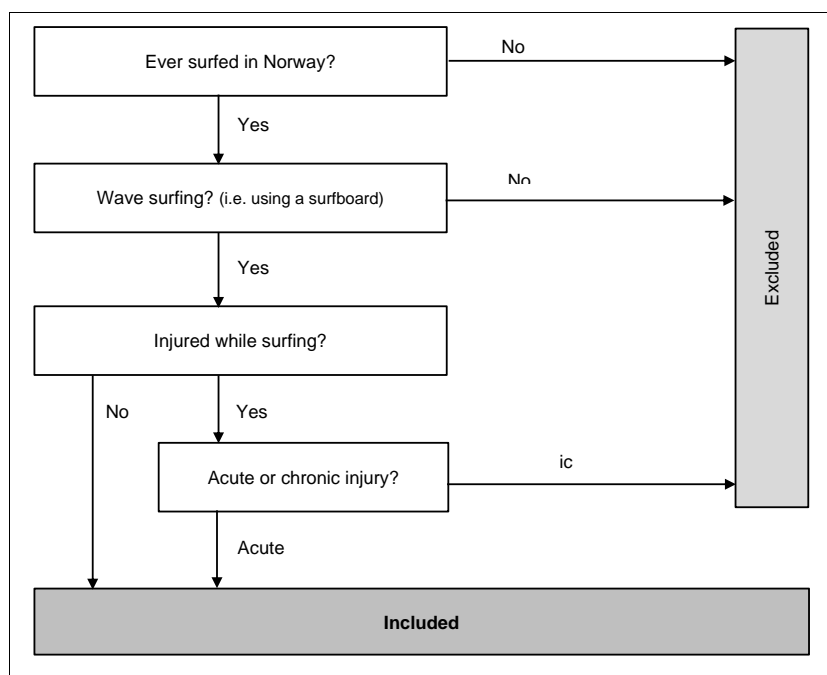 Ever surfed in Norway?
No
Yes
Wave surfing? (i.e. using a surfboard)
No
Yes
Injured while surfing?
No
Yes
Acute or chronic injury?
ic
Acute
Excluded
Included